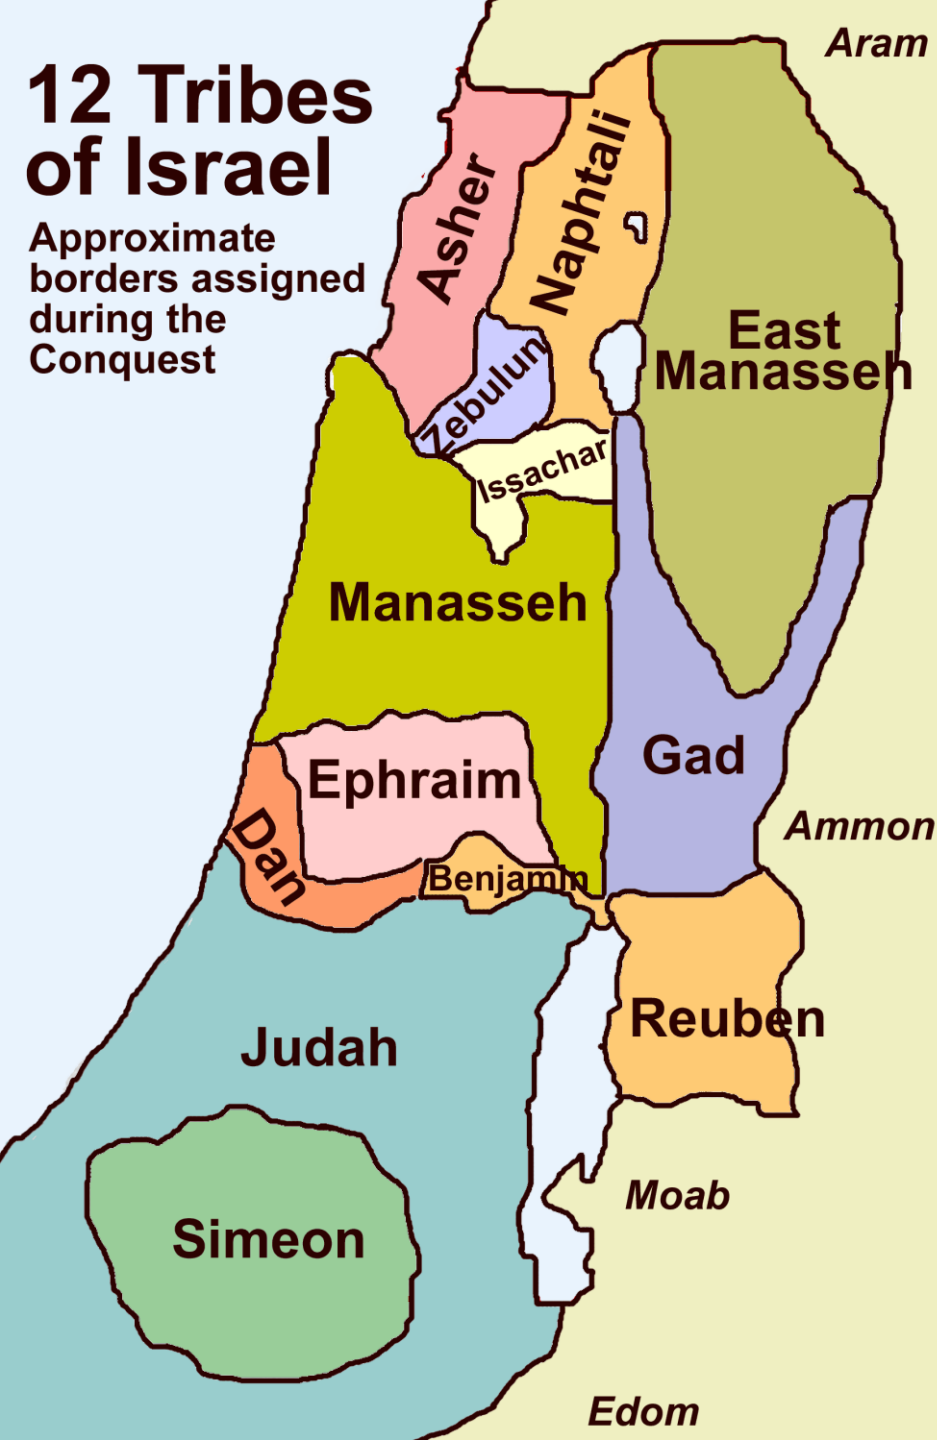 12 Tribes
of Israel
Approximate
borders assigned
during the
Conquest
Aram
Asher
Naphtali
East
Manasseh
Zebulun
Issachar
Manasseh
Gad
Ephraim
Dan
Benjamin
Ammon
Reuben
Judah
Moab
Simeon
Edom